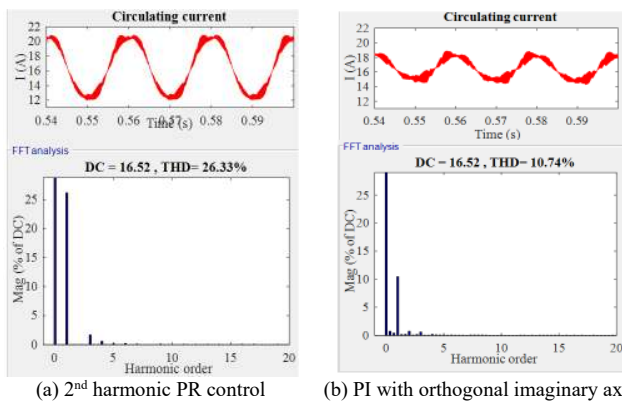 Circulating current
22
20
18
16
14
12
I (A)
0.54 0.55 0.56 0.57 0.58 0.59
Time (s)
FFT analysis
DC = 16.52 , THD= 26.33%
25
20
15
10
5
0
Mag (% of DC)
0 5 10 15 20
Harmonic order
(a) 2nd harmonic PR control
Circulating current
22
20
18
16
14
12
I (A)
0.54 0.55 0.56 0.57 0.58 0.59
Time (s)
FFT analysis
DC = 16.52 , THD= 10.74%
25
20
15
10
5
0
Mag (% of DC)
0 5 10 15 20
Harmonic order
(b) PI with orthogonal imaginary ax